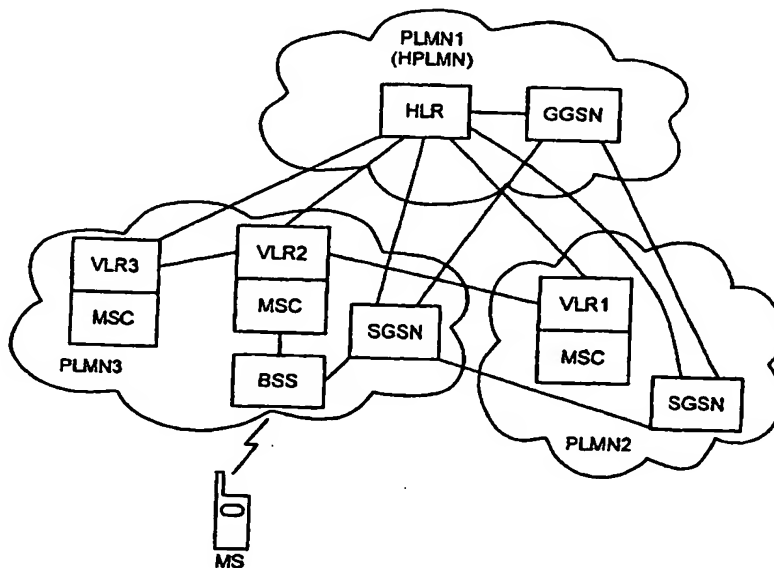 PLMN1
(HPLMN)
HLR
GGSN
VLR3
MSC
VLR2
MSC
SGSN
VLR1
MSC
PLMN3
BSS
SGSN
PLMN2
MS